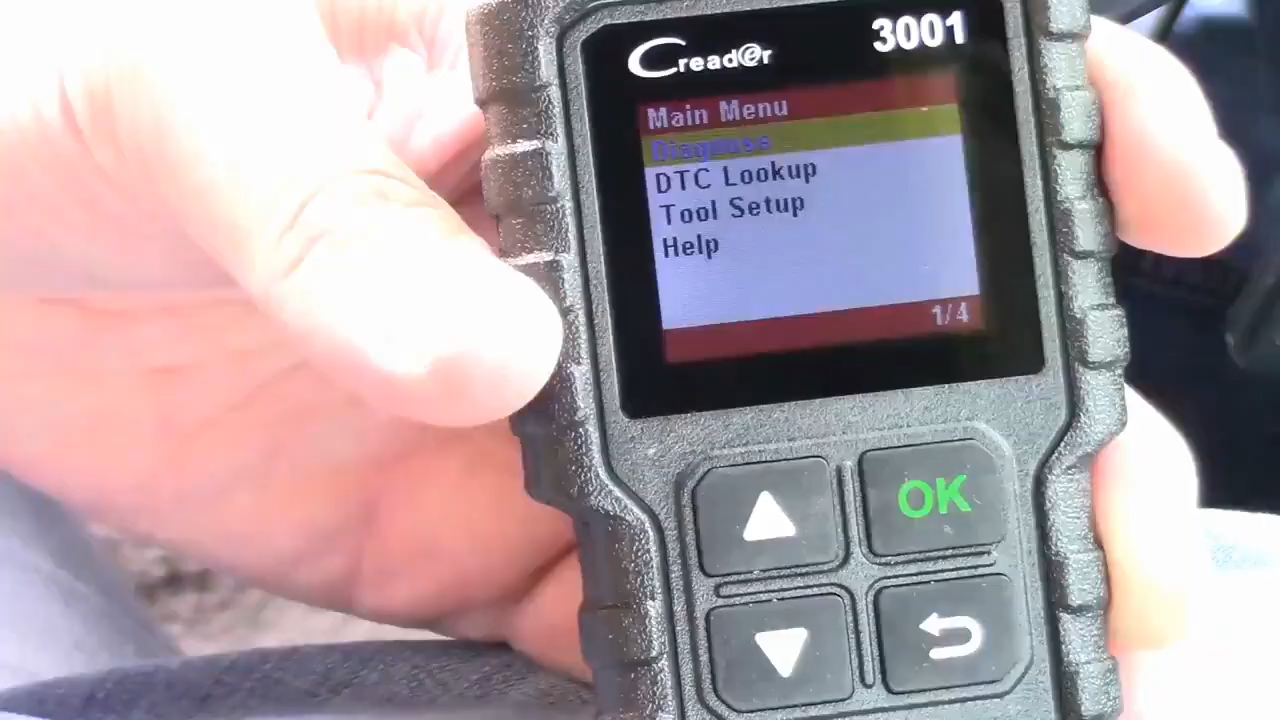 Cread@r
3001
Main Menu
Diagnose
DTC Lookup
Tool Setup
Help
1/4
OK